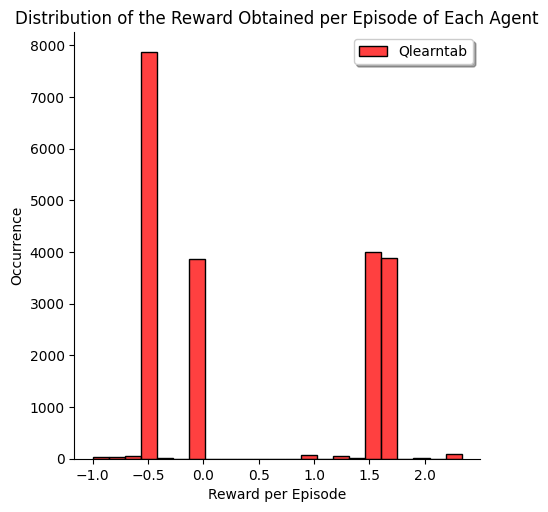 Distribution of the Reward Obtained per Episode of Each Agent
Qlearntab
8000
7000
6000
5000
4000
3000
2000
1000
0
Occurrence
−1.0 −0.5 0.0 0.5 1.0 1.5 2.0
Reward per Episode